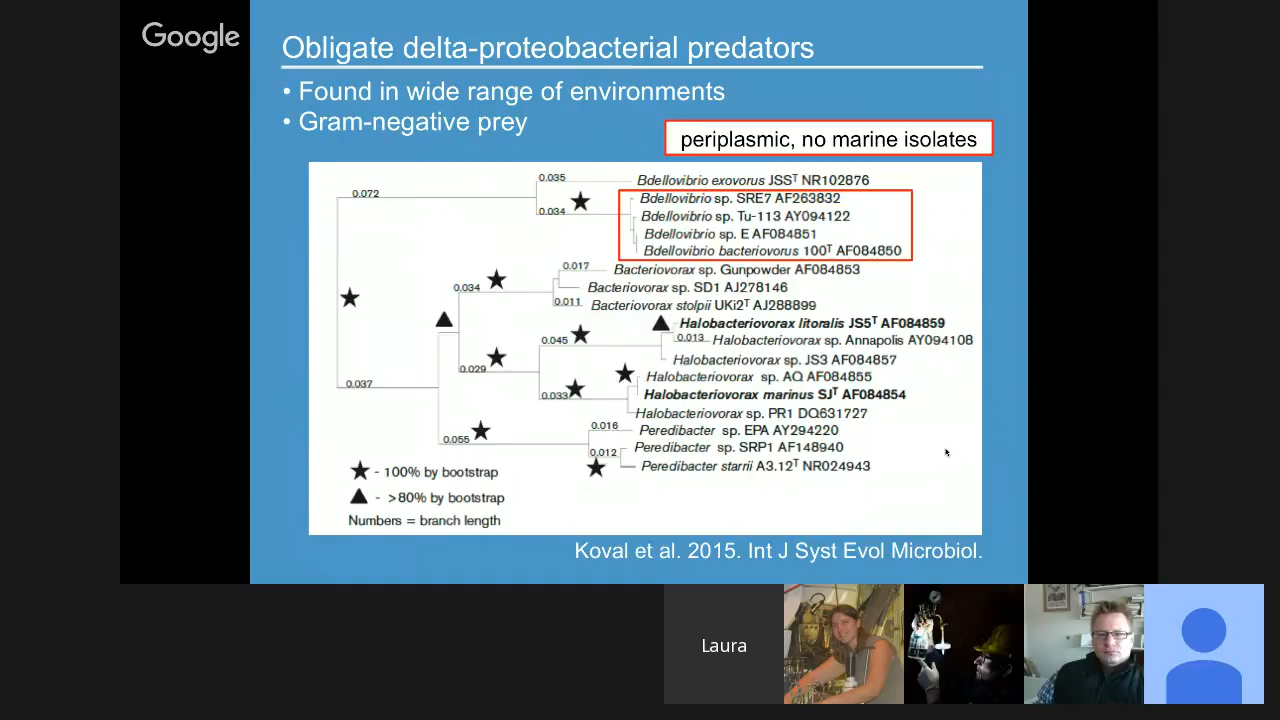 Google
Obligate delta-proteobacterial predators
• Found in wide range of environments
• Gram-negative prey
periplasmic, no marine isolates
0.035 Bdellovibrio exovorus JSSᵀ NR102876
0.072
Bdellovibrio sp. SRE7 AF263832
0.034 Bdellovibrio sp. Tu-113 AY094122
Bdellovibrio sp. E AF084851
Bdellovibrio bacteriovorus 100ᵀ AF084850
0.017 Bacteriovorax sp. Gunpowder AF084853
0.034 Bacteriovorax sp. SD1 AJ278146
0.011 Bacteriovorax stolpii UKi2ᵀ AJ288899
Halobacteriovorax litoralis JS5ᵀ AF084859
0.045 0.013 Halobacteriovorax sp. Annapolis AY094108
Halobacteriovorax sp. JS3 AF084857
0.029 Halobacteriovorax sp. AQ AF084855
0.037
0.033 Halobacteriovorax marinus SJᵀ AF084854
Halobacteriovorax sp. PR1 DQ631727
0.016 Peredibacter sp. EPA AY294220
0.055 Peredibacter sp. SRP1 AF148940
0.012
Peredibacter starrii A3.12ᵀ NR024943
★ - 100% by bootstrap
▲ - >80% by bootstrap
Numbers = branch length
Koval et al. 2015. Int J Syst Evol Microbiol.
Laura